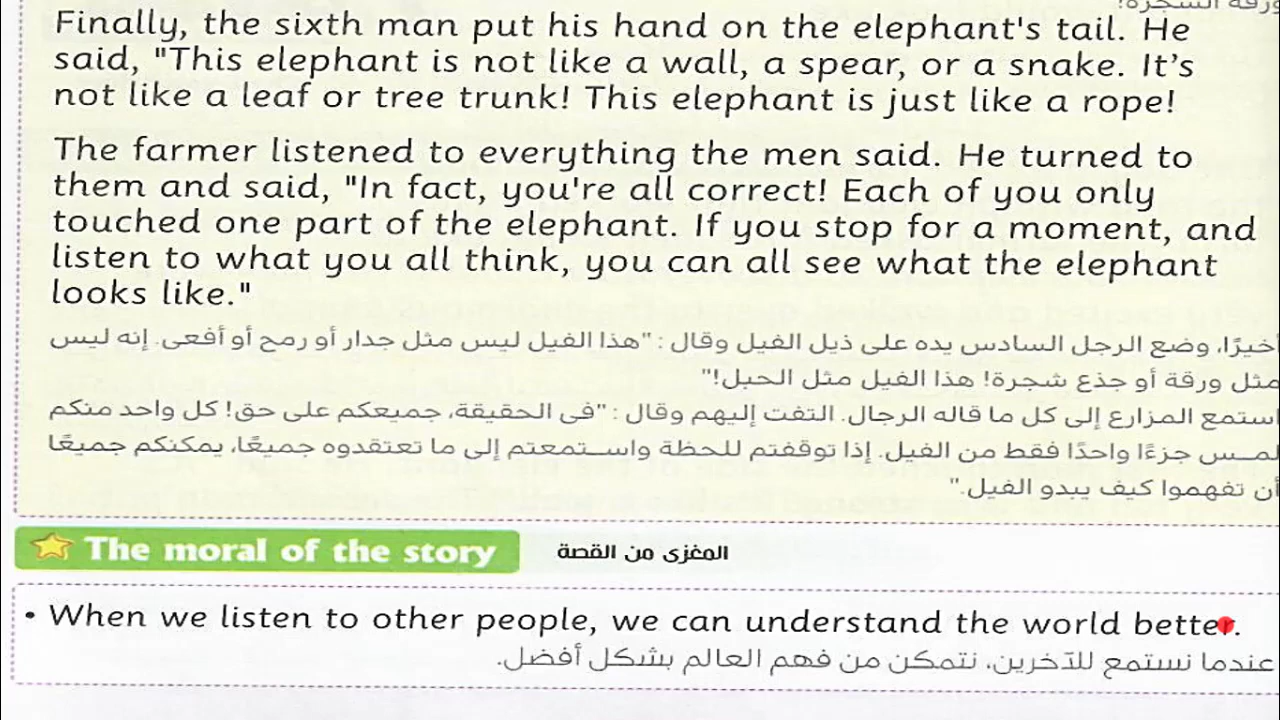 ورقة الشجرة!
Finally, the sixth man put his hand on the elephant's tail. He
said, "This elephant is not like a wall, a spear, or a snake. It's
not like a leaf or tree trunk! This elephant is just like a rope!
The farmer listened to everything the men said. He turned to
them and said, "In fact, you're all correct! Each of you only
touched one part of the elephant. If you stop for a moment, and
listen to what you all think, you can all see what the elephant
looks like."
أخيرًا، وضع الرجل السادس يده على ذيل الفيل وقال : "هذا الفيل ليس مثل جدار أو رمح أو أفعى. إنه ليس
مثل ورقة أو جذع شجرة! هذا الفيل مثل الحبل!"
استمع المزارع إلى كل ما قاله الرجال. التفت إليهم وقال : "فى الحقيقة، جميعكم على حق! كل واحد منكم
لمس جزءًا واحدًا فقط من الفيل. إذا توقفتم للحظة واستمعتم إلى ما تعتقدوه جميعًا، يمكنكم جميعًا
أن تفهموا كيف يبدو الفيل."
The moral of the story المغزى من القصة
• When we listen to other people, we can understand the world better.
عندما نستمع للآخرين، نتمكن من فهم العالم بشكل أفضل.